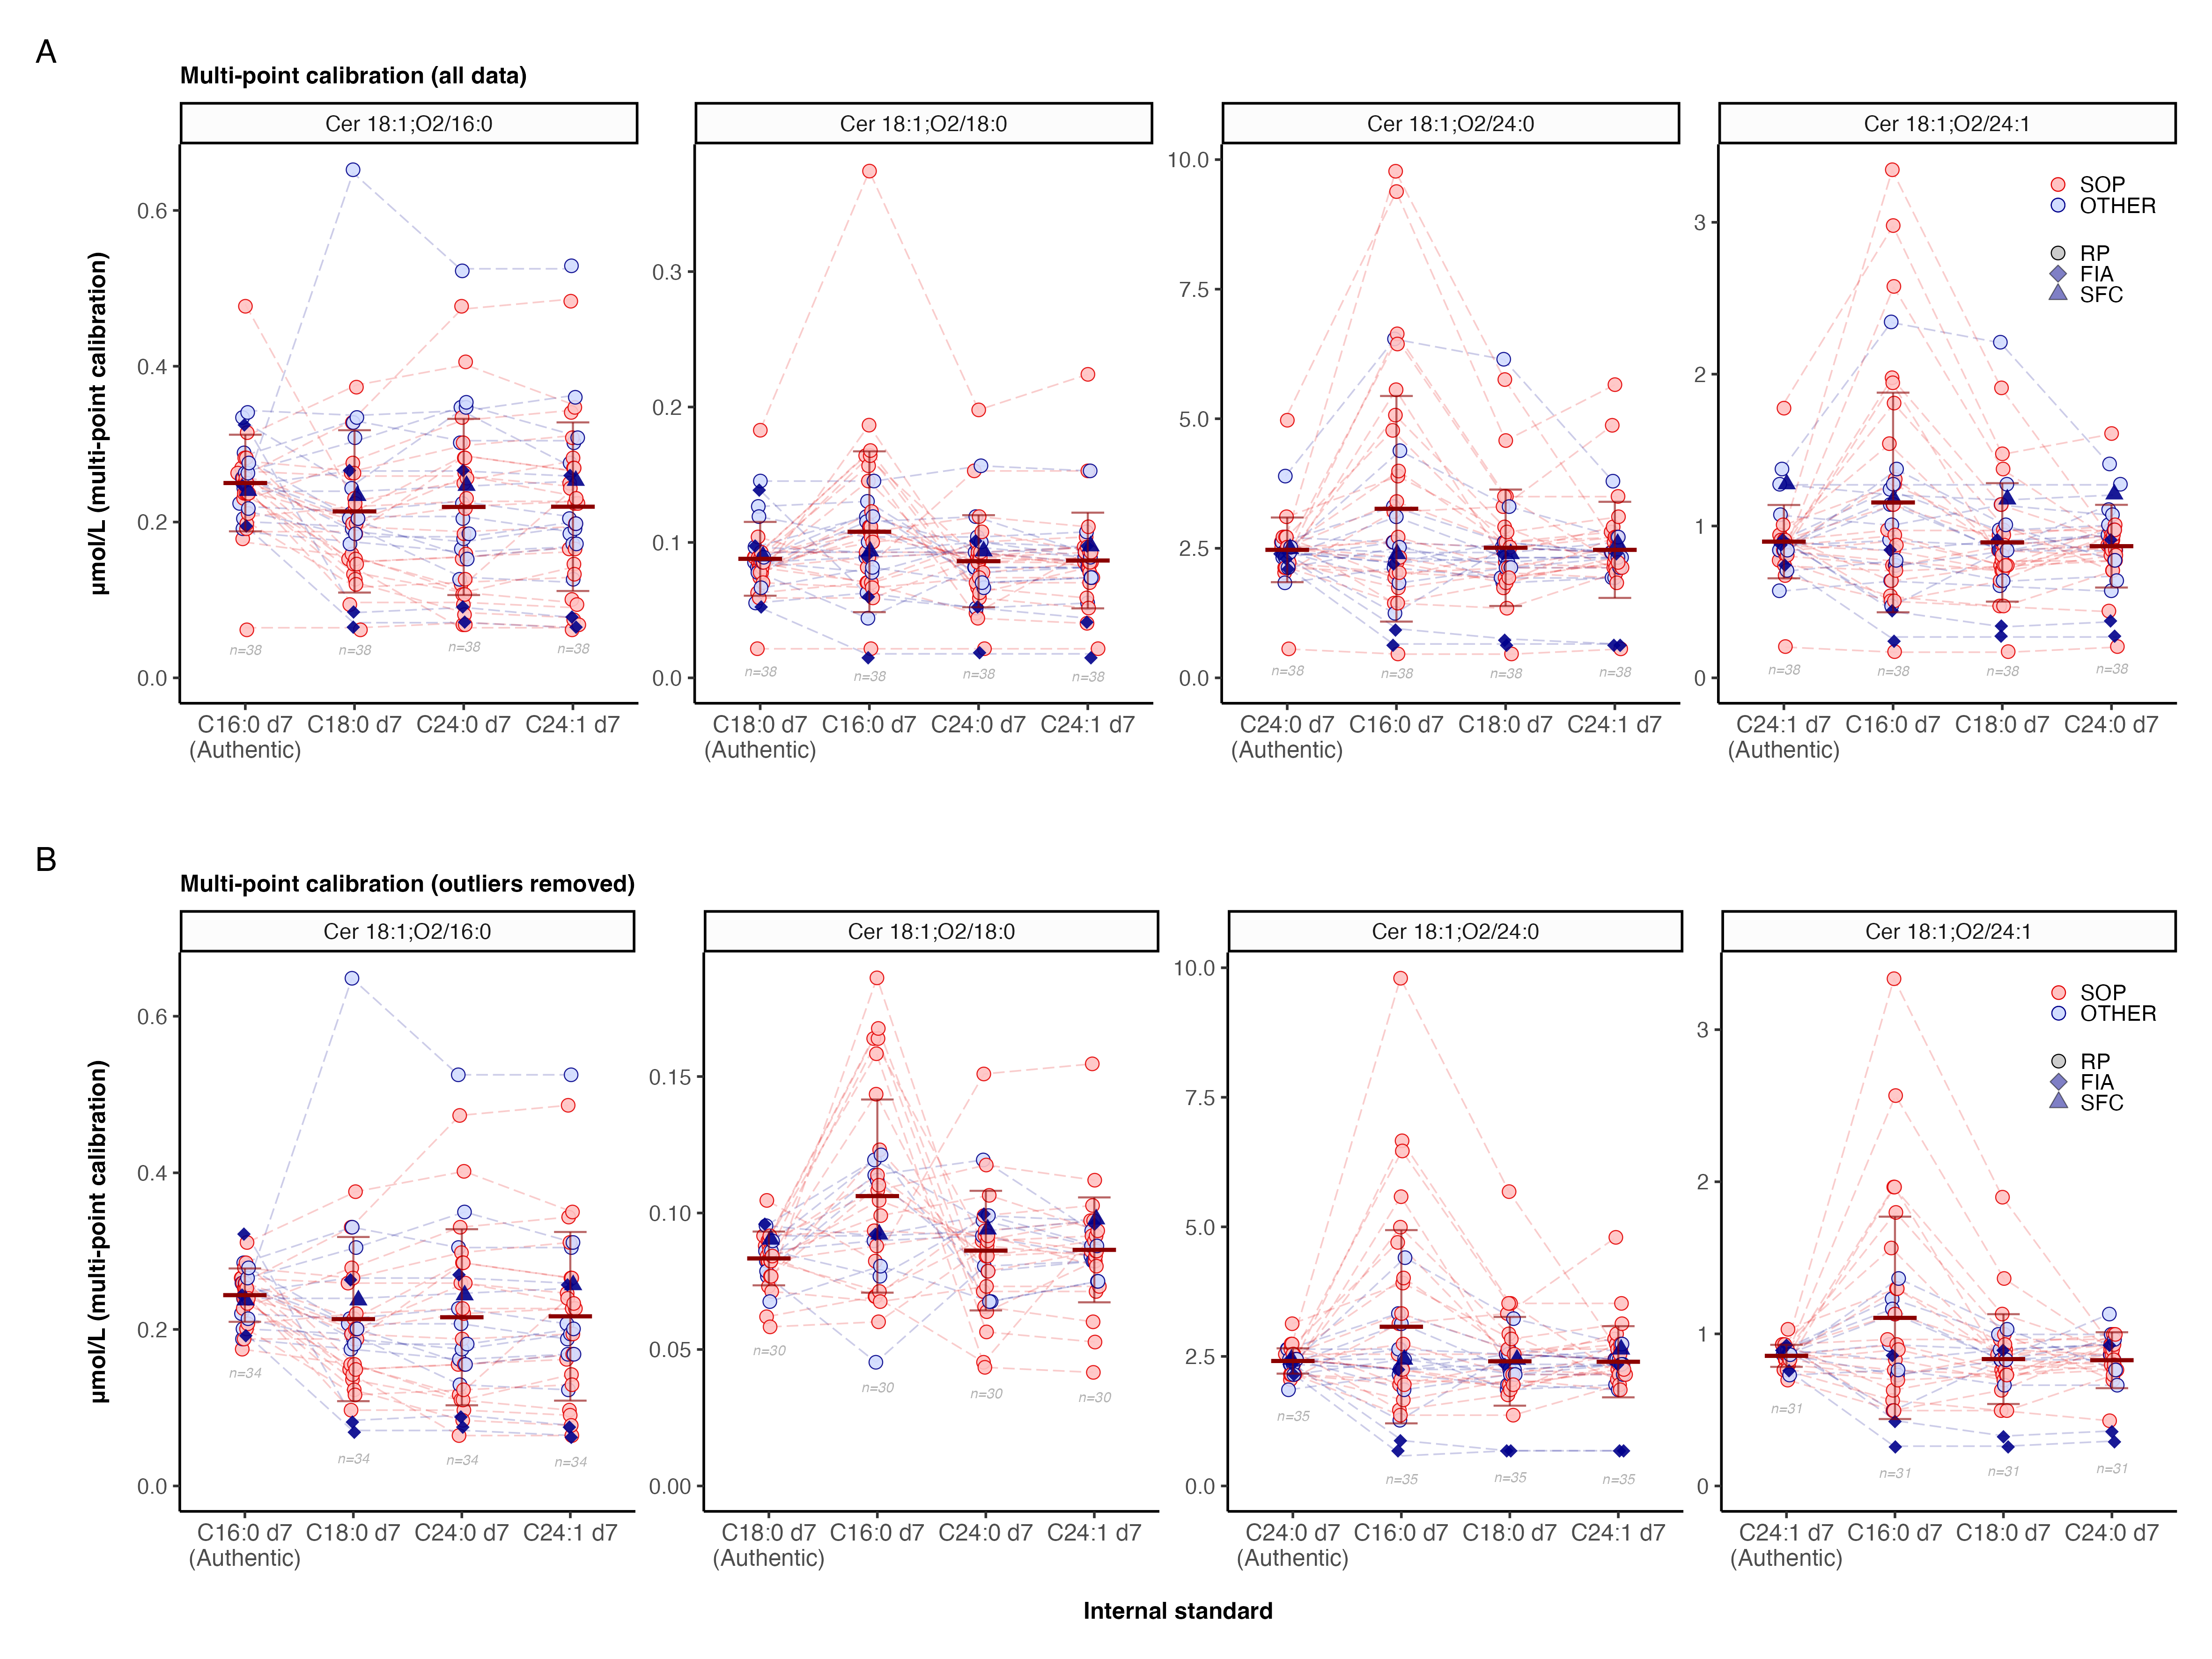 A
Multi-point calibration (all data)
Cer 18:1;O2/16:0
Cer 18:1;O2/18:0
Cer 18:1;O2/24:0
Cer 18:1;O2/24:1
µmol/L (multi-point calibration)
0.6
0.4
0.2
0.0
n=38
n=38
n=38
n=38
C16:0 d7
(Authentic)
C18:0 d7
C24:0 d7
C24:1 d7
0.3
0.2
0.1
0.0
n=38
n=38
n=38
n=38
C18:0 d7
(Authentic)
C16:0 d7
C24:0 d7
C24:1 d7
10.0
7.5
5.0
2.5
0.0
n=38
n=38
n=38
n=38
C24:0 d7
(Authentic)
C16:0 d7
C18:0 d7
C24:1 d7
3
2
1
0
SOP
OTHER
RP
FIA
SFC
n=38
n=38
n=38
n=38
C24:1 d7
(Authentic)
C16:0 d7
C18:0 d7
C24:0 d7
B
Multi-point calibration (outliers removed)
Cer 18:1;O2/16:0
Cer 18:1;O2/18:0
Cer 18:1;O2/24:0
Cer 18:1;O2/24:1
µmol/L (multi-point calibration)
0.6
0.4
0.2
0.0
n=34
n=34
n=34
n=34
C16:0 d7
(Authentic)
C18:0 d7
C24:0 d7
C24:1 d7
0.15
0.10
0.05
0.00
n=30
n=30
n=30
n=30
C18:0 d7
(Authentic)
C16:0 d7
C24:0 d7
C24:1 d7
10.0
7.5
5.0
2.5
0.0
n=35
n=35
n=35
n=35
C24:0 d7
(Authentic)
C16:0 d7
C18:0 d7
C24:1 d7
3
2
1
0
SOP
OTHER
RP
FIA
SFC
n=31
n=31
n=31
n=31
C24:1 d7
(Authentic)
C16:0 d7
C18:0 d7
C24:0 d7
Internal standard